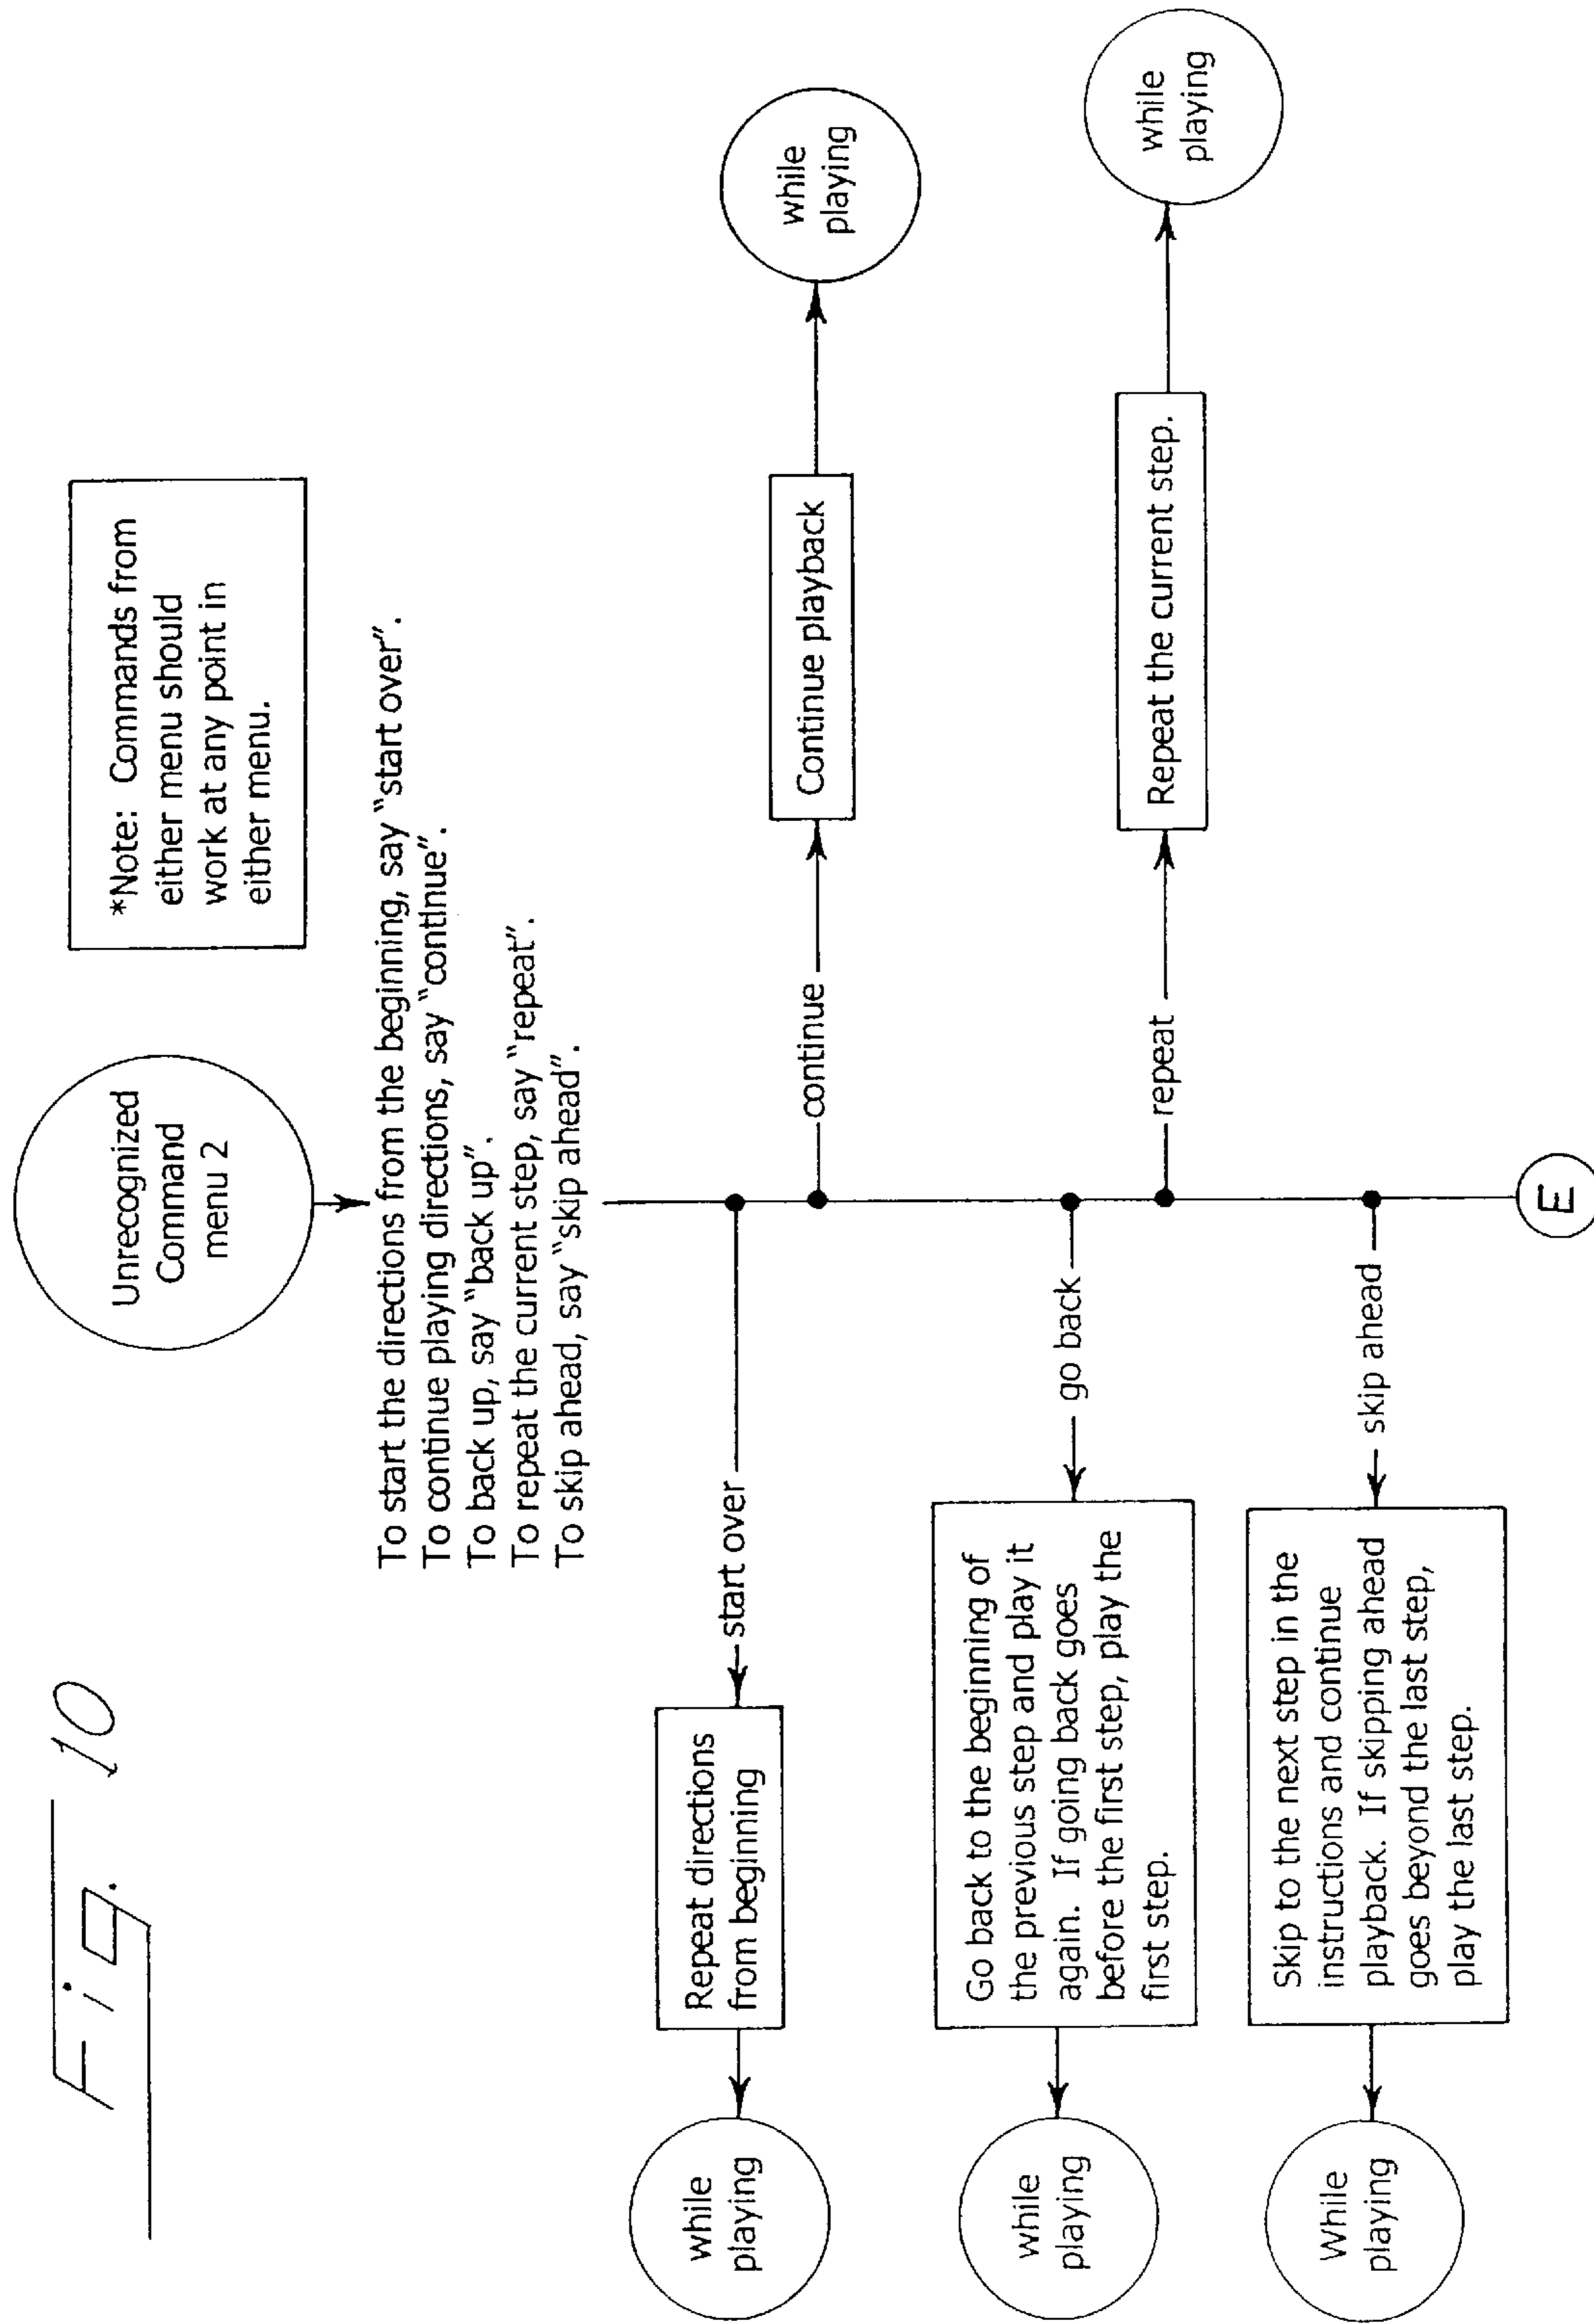 Fig. 10
Unrecognized
Command
menu 2
*Note: Commands from
either menu should
work at any point in
either menu.
To start the directions from the beginning, say "start over".
To continue playing directions, say "continue".
To back up, say "back up".
To repeat the current step, say "repeat".
To skip ahead, say "skip ahead".
while
playing
Repeat directions
from beginning
start over
continue
Continue playback
while
playing
while
playing
Go back to the beginning of
the previous step and play it
again. If going back goes
before the first step, play the
first step.
go back
repeat
Repeat the current step.
while
playing
While
playing
Skip to the next step in the
instructions and continue
playback. If skipping ahead
goes beyond the last step,
play the last step.
skip ahead
E